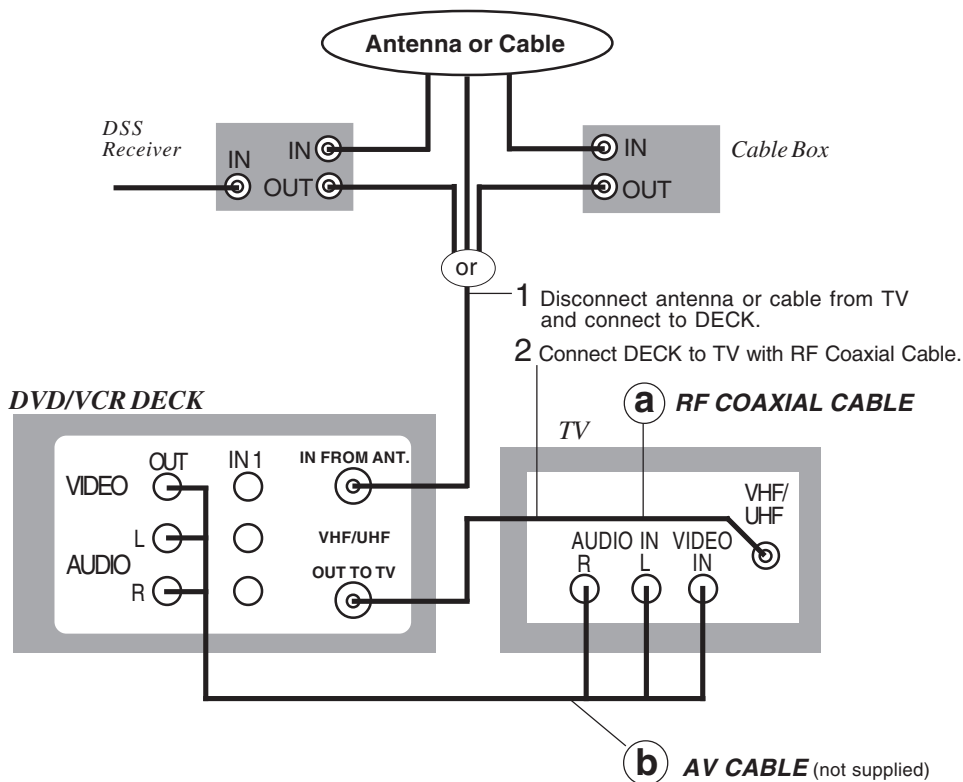 Antenna or Cable
DSS
Receiver
IN
IN
OUT
IN
OUT
Cable Box
or
1 Disconnect antenna or cable from TV
and connect to DECK.
2 Connect DECK to TV with RF Coaxial Cable.
DVD/VCR DECK
a RF COAXIAL CABLE
TV
OUT
IN 1
IN FROM ANT.
VIDEO
L
VHF/UHF
AUDIO
R
OUT TO TV
VHF/
UHF
AUDIO IN
R L
VIDEO
IN
b AV CABLE (not supplied)